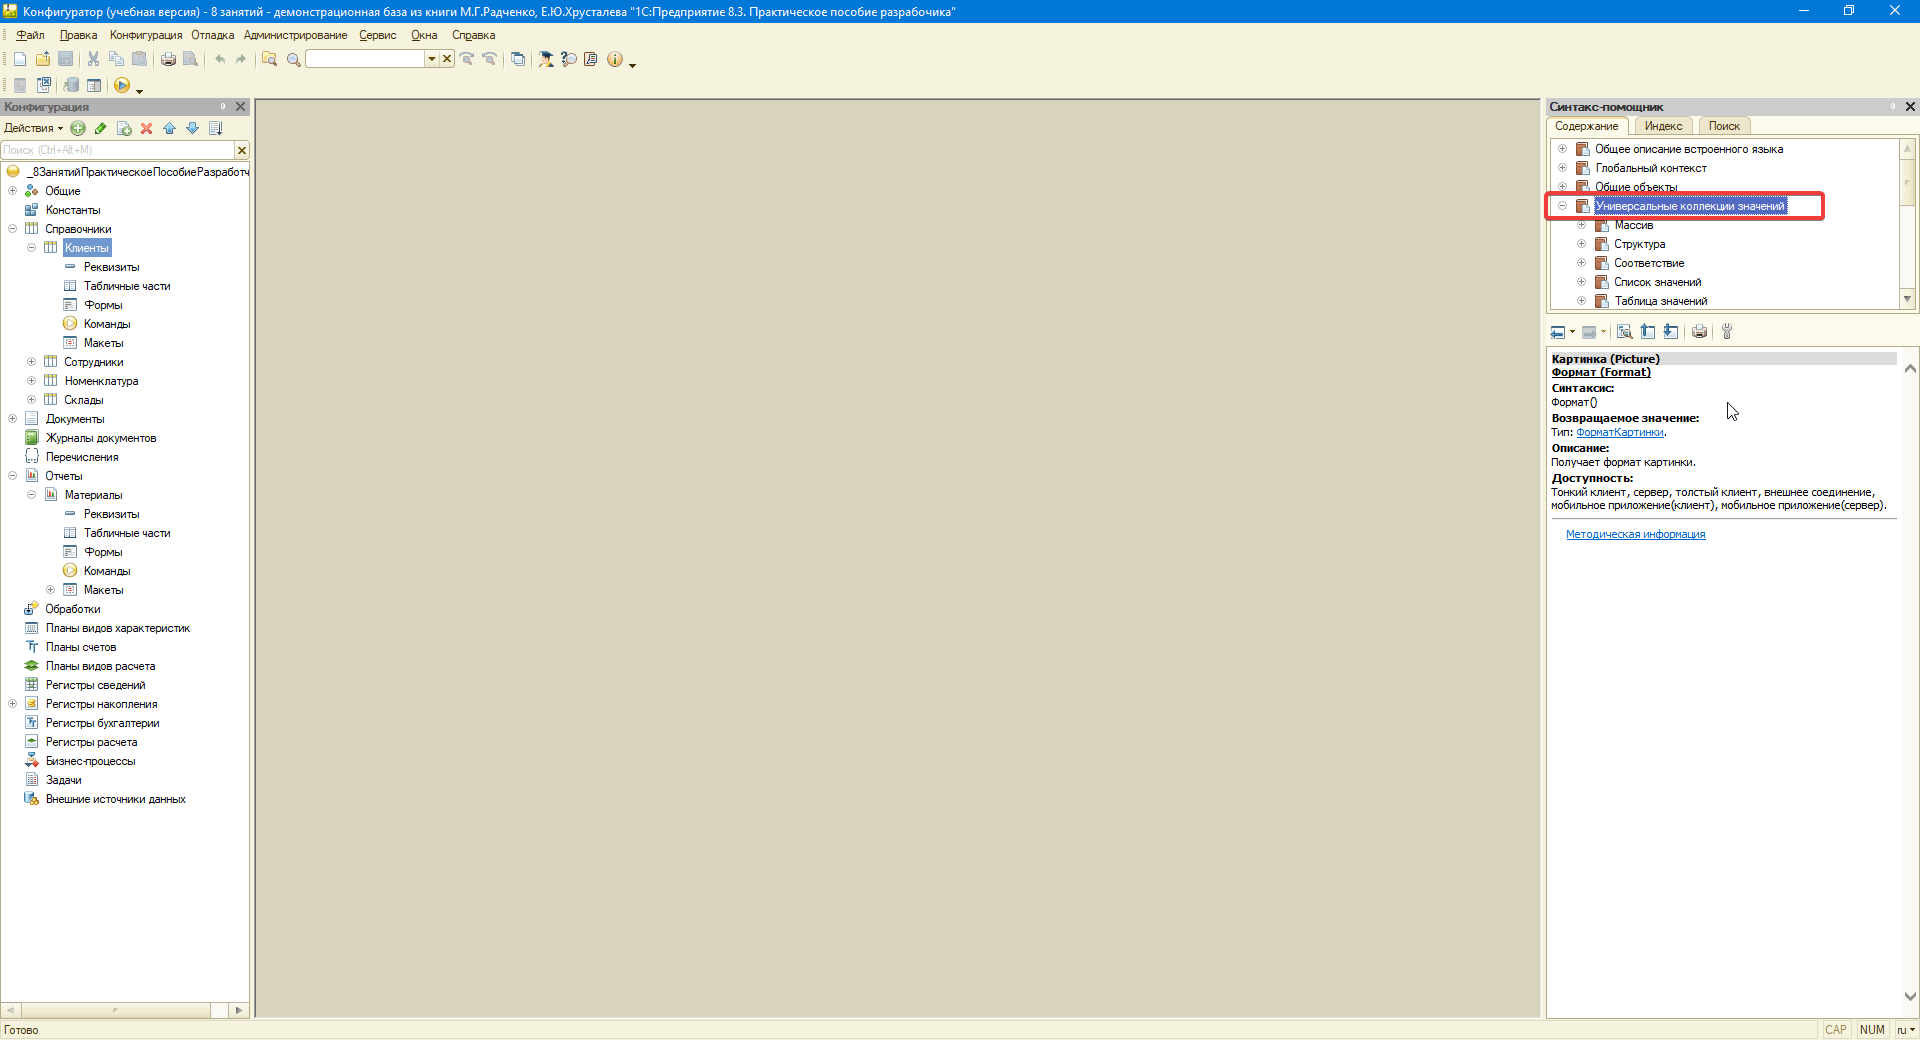 Конфигуратор (учебная версия) - 8 занятий - демонстрационная база из книги М.Г.Радченко, Е.Ю.Хрусталева "1С:Предприятие 8.3. Практическое пособие разрабочика"
Файл Правка Конфигурация Отладка Администрирование Сервис Окна Справка
Конфигурация
Действия
Поиск (Ctrl+Alt+M)
_8ЗанятийПрактическоеПособиеРазработч
Общие
Константы
Справочники
Клиенты
Реквизиты
Табличные части
Формы
Команды
Макеты
Сотрудники
Номенклатура
Склады
Документы
Журналы документов
Перечисления
Отчеты
Материалы
Реквизиты
Табличные части
Формы
Команды
Макеты
Обработки
Планы видов характеристик
Планы счетов
Планы видов расчета
Регистры сведений
Регистры накопления
Регистры бухгалтерии
Регистры расчета
Бизнес-процессы
Задачи
Внешние источники данных
Синтакс-помощник
Содержание Индекс Поиск
Общее описание встроенного языка
Глобальный контекст
Общие объекты
Универсальные коллекции значений
Массив
Структура
Соответствие
Список значений
Таблица значений
Картинка (Picture)
Формат (Format)
Синтаксис:
Формат()
Возвращаемое значение:
Тип: ФорматКартинки.
Описание:
Получает формат картинки.
Доступность:
Тонкий клиент, сервер, толстый клиент, внешнее соединение,
мобильное приложение(клиент), мобильное приложение(сервер).
Методическая информация
Готово
CAP NUM ru